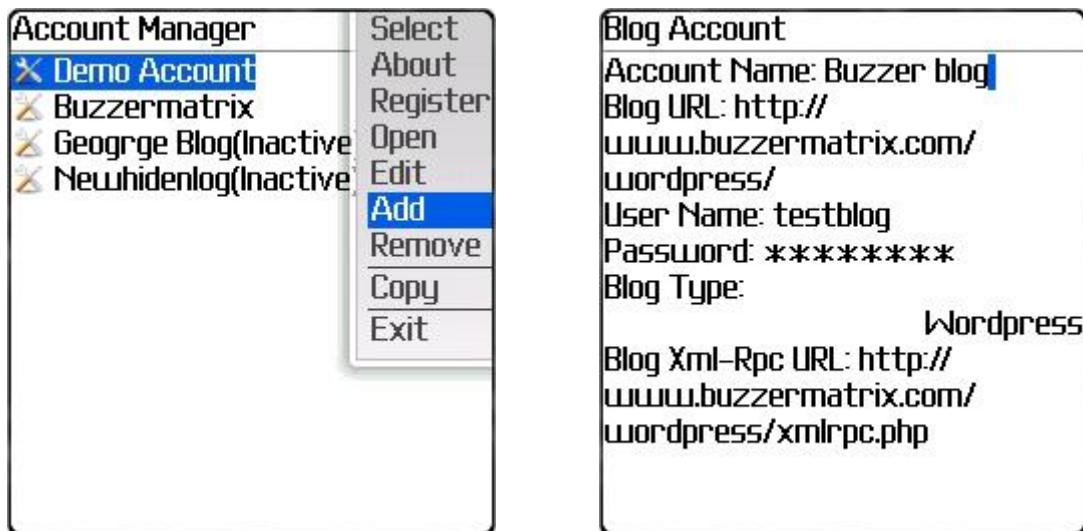 Account Manager
Demo Account
Buzzermatrix
Geogrge Blog(Inactive)
Newhidenlog(Inactive)
Select
About
Register
Open
Edit
Add
Remove
Copy
Exit
Blog Account
Account Name: Buzzer blog
Blog URL: http://
www.buzzermatrix.com/
wordpress/
User Name: testblog
Password: ********
Blog Type:
Wordpress
Blog Xml-Rpc URL: http://
www.buzzermatrix.com/
wordpress/xmlrpc.php